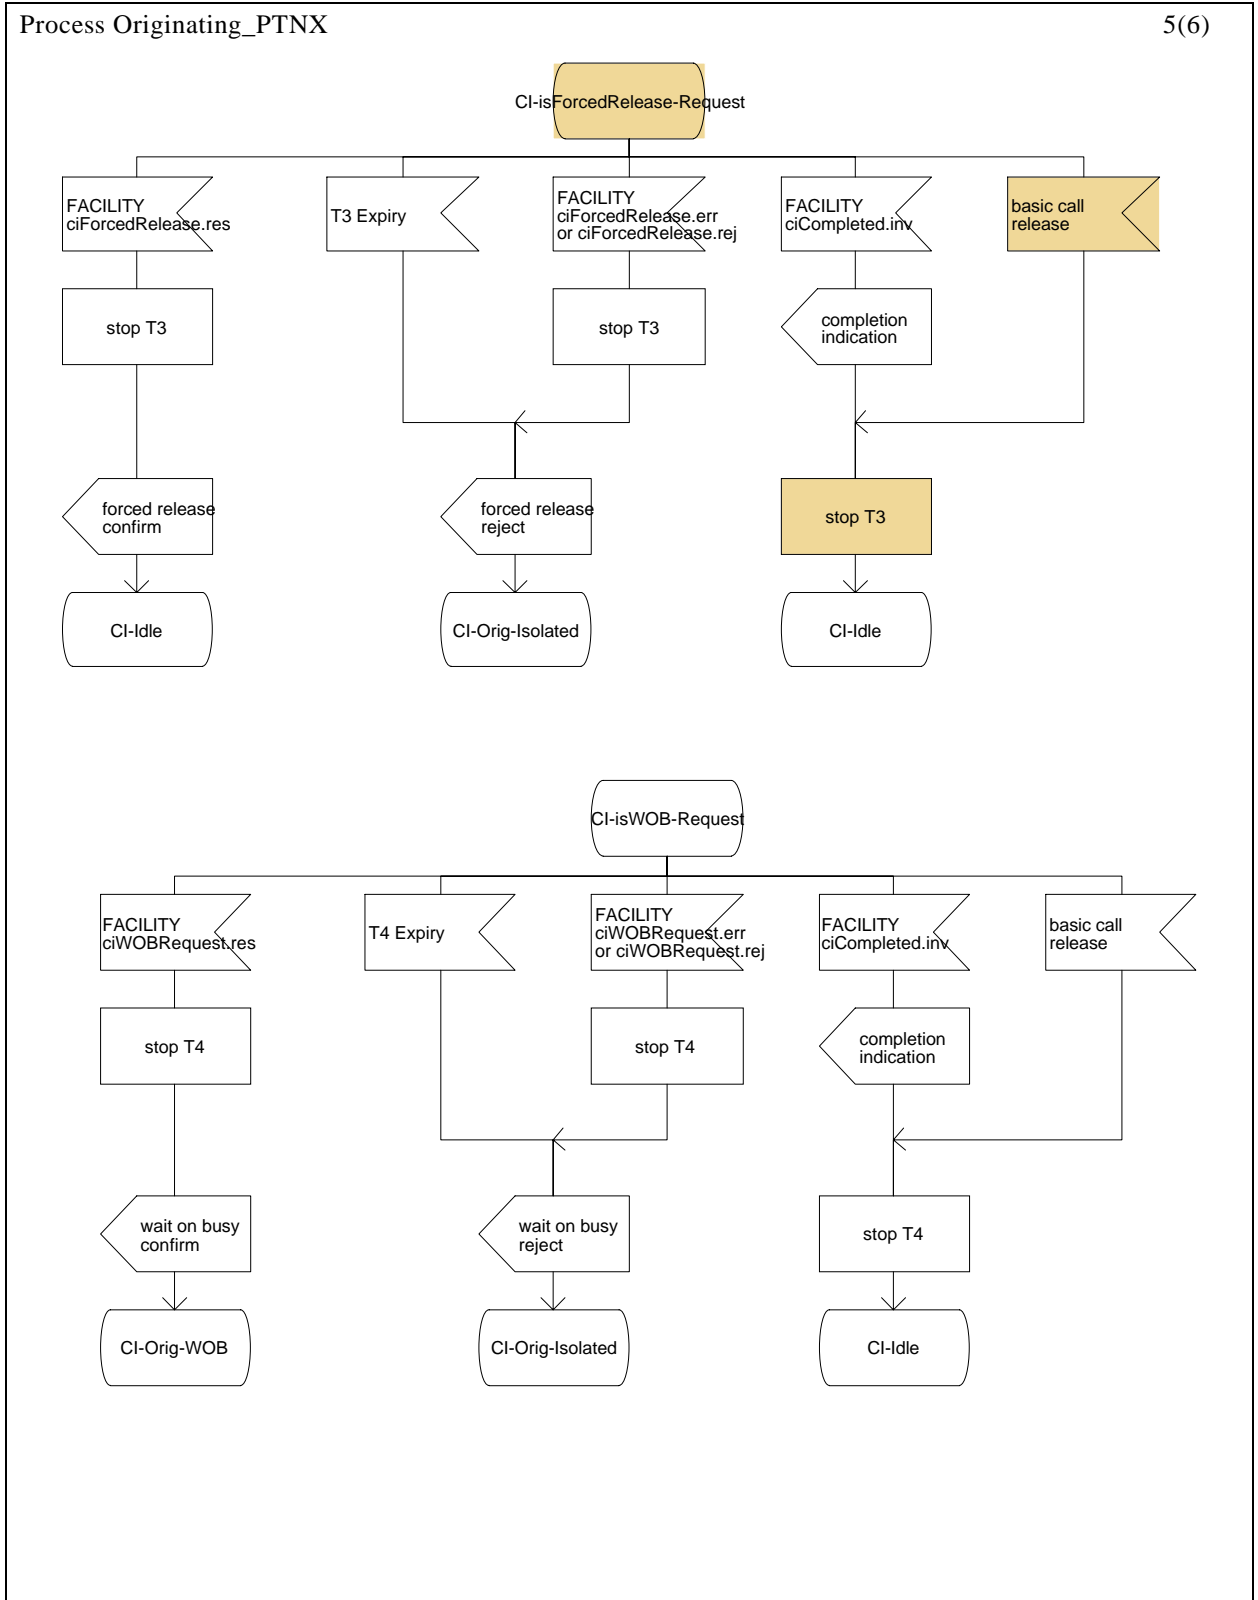 Process Originating_PTNX
5(6)
CI-isForcedRelease-Request
FACILITY
ciForcedRelease.res
T3 Expiry
FACILITY
ciForcedRelease.err
or ciForcedRelease.rej
FACILITY
ciCompleted.inv
basic call
release
stop T3
stop T3
completion
indication
forced release
confirm
forced release
reject
stop T3
CI-Idle
CI-Orig-Isolated
CI-Idle
CI-isWOB-Request
FACILITY
ciWOBRequest.res
T4 Expiry
FACILITY
ciWOBRequest.err
or ciWOBRequest.rej
FACILITY
ciCompleted.inv
basic call
release
stop T4
stop T4
completion
indication
wait on busy
confirm
wait on busy
reject
stop T4
CI-Orig-WOB
CI-Orig-Isolated
CI-Idle